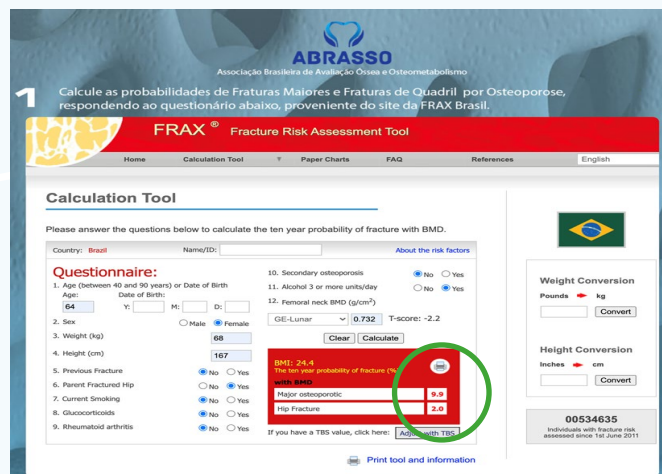 ABRASSO
Associação Brasileira de Avaliação Óssea e Osteometabolismo
1 Calcule as probabilidades de Fraturas Maiores e Fraturas de Quadril por Osteoporose,
respondendo ao questionário abaixo, proveniente do site da FRAX Brasil.
FRAX ® Fracture Risk Assessment Tool
Home Calculation Tool ▼ Paper Charts FAQ References English
Calculation Tool
Please answer the questions below to calculate the ten year probability of fracture with BMD.
Country: Brazil Name/ID: About the risk factors
Questionnaire:
1. Age (between 40 and 90 years) or Date of Birth
Age: Date of Birth:
64 Y: M: D:
2. Sex Male Female
3. Weight (kg) 68
4. Height (cm) 167
5. Previous Fracture No Yes
6. Parent Fractured Hip No Yes
7. Current Smoking No Yes
8. Glucocorticoids No Yes
9. Rheumatoid arthritis No Yes
10. Secondary osteoporosis No Yes
11. Alcohol 3 or more units/day No Yes
12. Femoral neck BMD (g/cm²)
GE-Lunar 0.732 T-score: -2.2
Clear Calculate
BMI: 24.4
The ten year probability of fracture (%)
with BMD
Major osteoporotic 9.9
Hip Fracture 2.0
If you have a TBS value, click here: Adjust with TBS
Print tool and information
Weight Conversion
Pounds kg
Convert
Height Conversion
Inches cm
Convert
00534635
Individuals with fracture risk
assessed since 1st June 2011